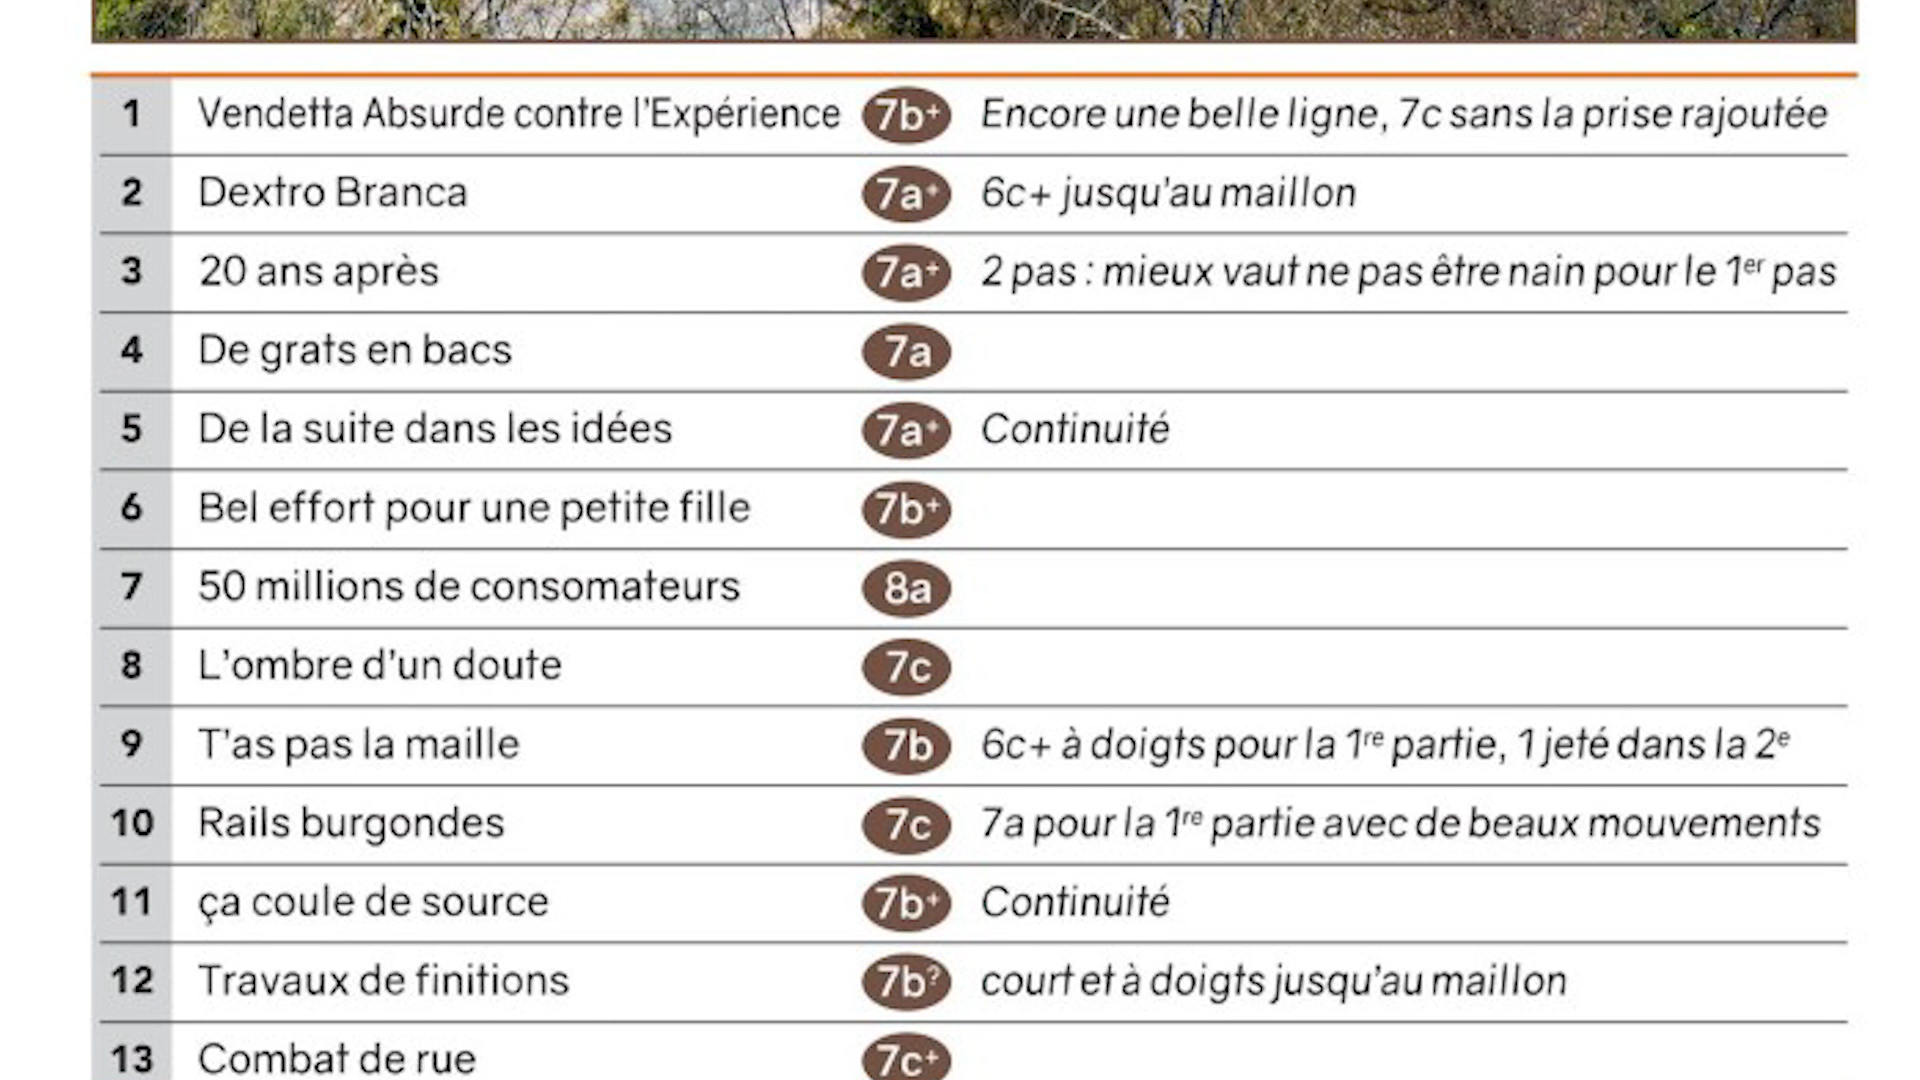 1 Vendetta Absurde contre l'Expérience 7b+ Encore une belle ligne, 7c sans la prise rajoutée
2 Dextro Branca 7a+ 6c+ jusqu'au maillon
3 20 ans après 7a+ 2 pas : mieux vaut ne pas être nain pour le 1er pas
4 De grats en bacs 7a
5 De la suite dans les idées 7a+ Continuité
6 Bel effort pour une petite fille 7b+
7 50 millions de consomateurs 8a
8 L'ombre d'un doute 7c
9 T'as pas la maille 7b 6c+ à doigts pour la 1re partie, 1 jeté dans la 2e
10 Rails burgondes 7c 7a pour la 1re partie avec de beaux mouvements
11 ça coule de source 7b+ Continuité
12 Travaux de finitions 7b? court et à doigts jusqu'au maillon
13 Combat de rue 7c+